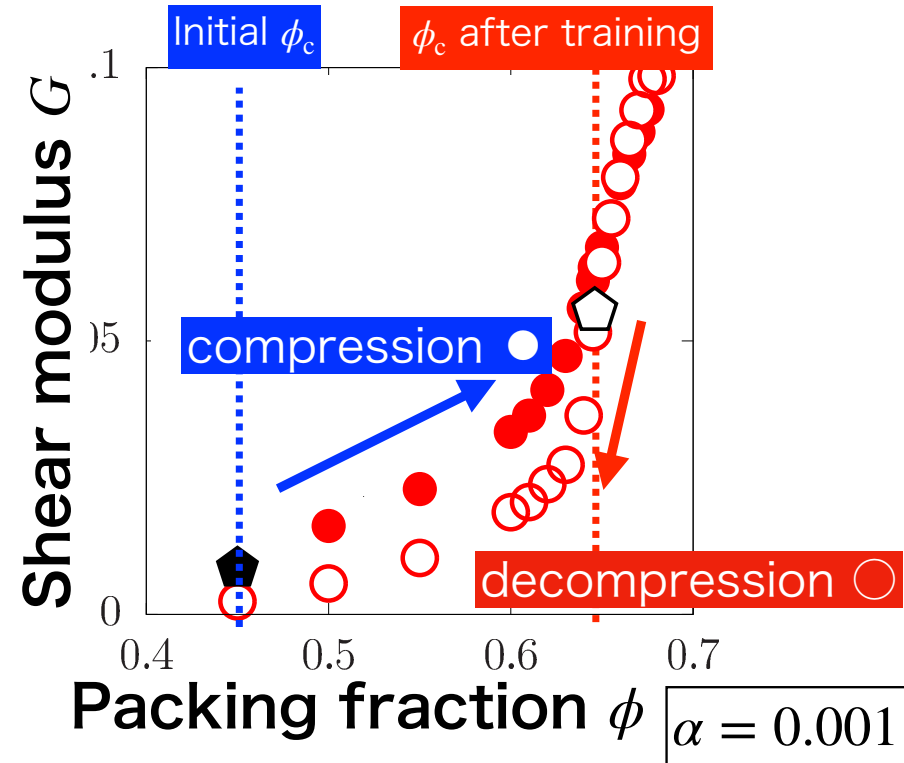 Initial ϕc
ϕc after training
.1
Shear modulus G
)5
compression
decompression
0
0.4 0.5 0.6 0.7
Packing fraction ϕ
α = 0.001